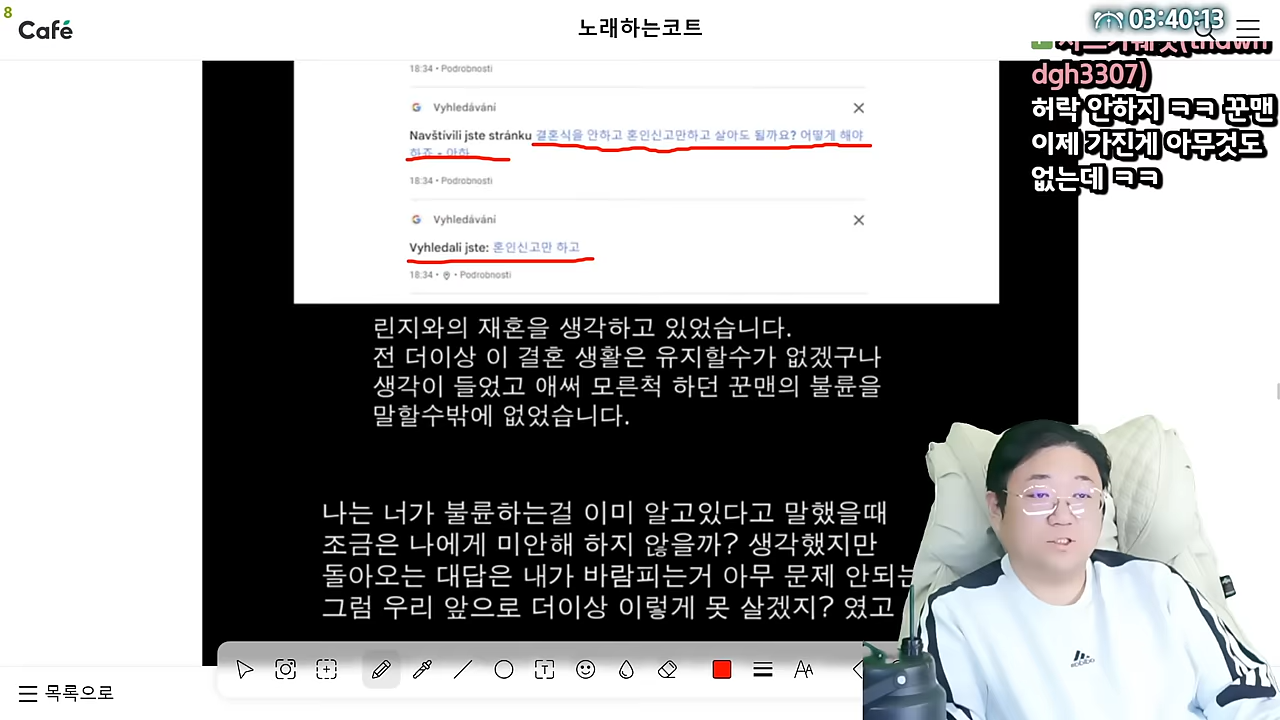 8
Café
노래하는코트
03:40:13
dgh3307)
허락 안하지 ㅋㅋ 꾼맨
이제 가진게 아무것도
없는데 ㅋㅋ
18:34 • Podrobnosti
Vyhledávání
Navštívili jste stránku 결혼식을 안하고 혼인신고만하고 살아도 될까요? 어떻게 해야
하죠 - 아하
18:34 • Podrobnosti
Vyhledávání
Vyhledali jste: 혼인신고만 하고
18:34 • Podrobnosti
린지와의 재혼을 생각하고 있었습니다.
전 더이상 이 결혼 생활은 유지할수가 없겠구나
생각이 들었고 애써 모른척 하던 꾼맨의 불륜을
말할수밖에 없었습니다.
나는 너가 불륜하는걸 이미 알고있다고 말했을때
조금은 나에게 미안해 하지 않을까? 생각했지만
돌아오는 대답은 내가 바람피는거 아무 문제 안되는
그럼 우리 앞으로 더이상 이렇게 못 살겠지? 였고
목록으로